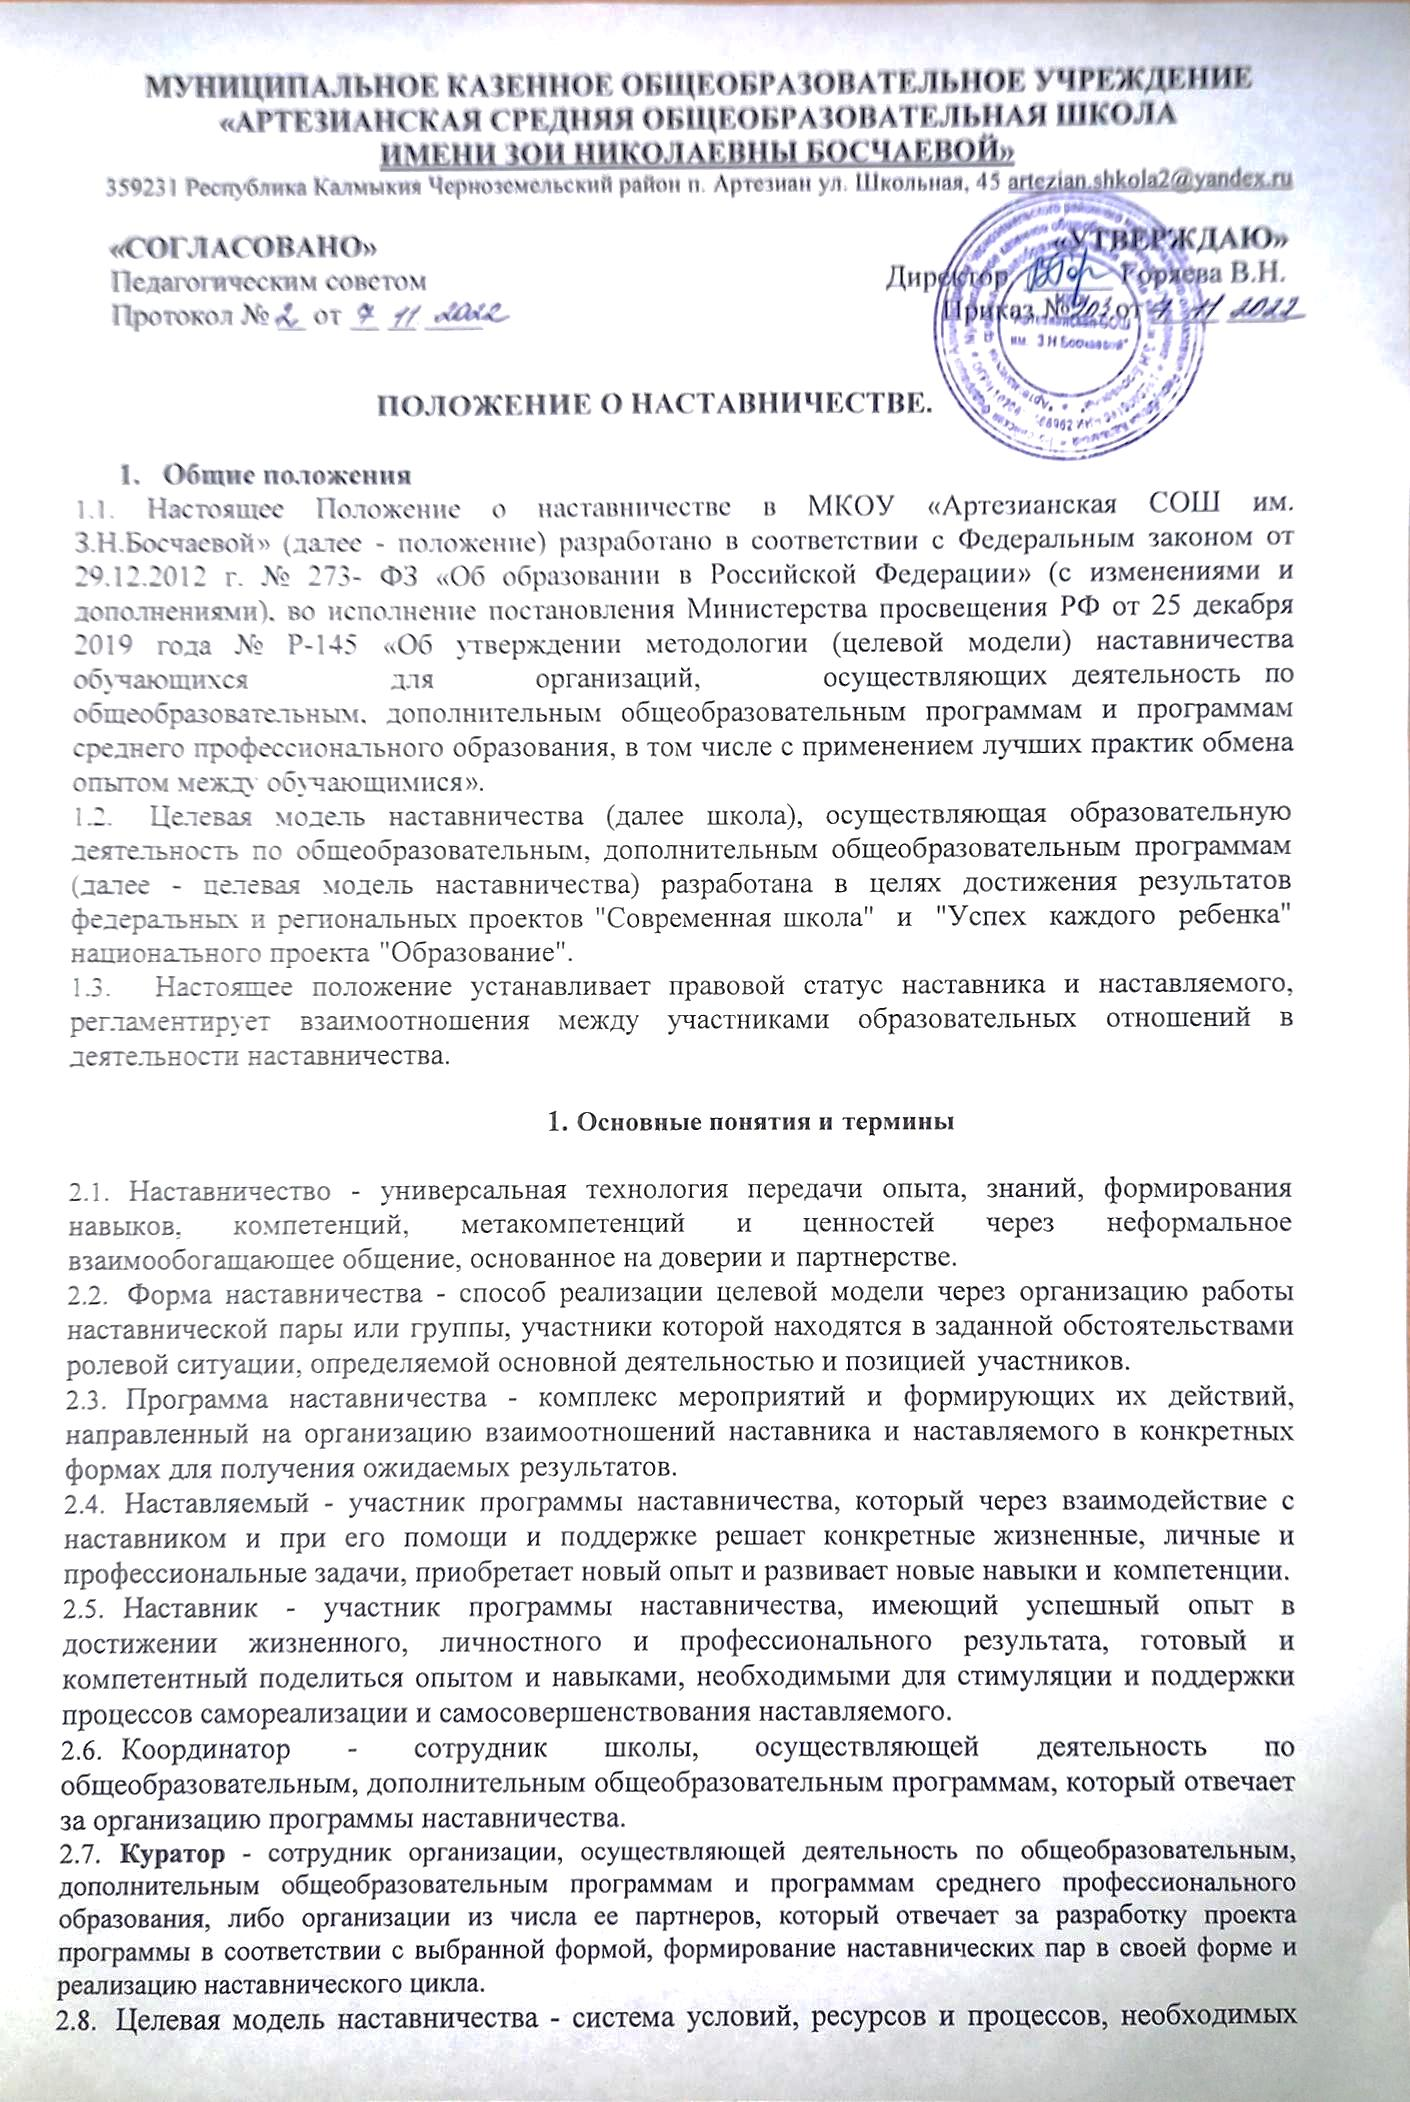 МУНИЦИПАЛЬНОЕ КАЗЕННОЕ ОБЩЕОБРАЗОВАТЕЛЬНОЕ УЧРЕЖДЕНИЕ
«АРТЕЗИАНСКАЯ СРЕДНЯЯ ОБЩЕОБРАЗОВАТЕЛЬНАЯ ШКОЛА
ИМЕНИ ЗОИ НИКОЛАЕВНЫ БОСЧАЕВОЙ»
359231 Республика Калмыкия Черноземельский район п. Артезиан ул. Школьная, 45 artezian.shkola2@yandex.ru
«СОГЛАСОВАНО» «УТВЕРЖДАЮ»
Педагогическим советом Директор Горяева В.Н.
Протокол № 2 от 7 11 2022 Приказ № 203 от 11 2022
им. З.Н Босчаевой"
ПОЛОЖЕНИЕ О НАСТАВНИЧЕСТВЕ.
1. Общие положения
1.1. Настоящее Положение о наставничестве в МКОУ «Артезианская СОШ им.
З.Н.Босчаевой» (далее - положение) разработано в соответствии с Федеральным законом от
29.12.2012 г. № 273- ФЗ «Об образовании в Российской Федерации» (с изменениями и
дополнениями), во исполнение постановления Министерства просвещения РФ от 25 декабря
2019 года № Р-145 «Об утверждении методологии (целевой модели) наставничества
обучающихся для организаций, осуществляющих деятельность по
общеобразовательным, дополнительным общеобразовательным программам и программам
среднего профессионального образования, в том числе с применением лучших практик обмена
опытом между обучающимися».
1.2. Целевая модель наставничества (далее школа), осуществляющая образовательную
деятельность по общеобразовательным, дополнительным общеобразовательным программам
(далее - целевая модель наставничества) разработана в целях достижения результатов
федеральных и региональных проектов "Современная школа" и "Успех каждого ребенка"
национального проекта "Образование".
1.3. Настоящее положение устанавливает правовой статус наставника и наставляемого,
регламентирует взаимоотношения между участниками образовательных отношений в
деятельности наставничества.
1. Основные понятия и термины
2.1. Наставничество - универсальная технология передачи опыта, знаний, формирования
навыков, компетенций, метакомпетенций и ценностей через неформальное
взаимообогащающее общение, основанное на доверии и партнерстве.
2.2. Форма наставничества - способ реализации целевой модели через организацию работы
наставнической пары или группы, участники которой находятся в заданной обстоятельствами
ролевой ситуации, определяемой основной деятельностью и позицией участников.
2.3. Программа наставничества - комплекс мероприятий и формирующих их действий,
направленный на организацию взаимоотношений наставника и наставляемого в конкретных
формах для получения ожидаемых результатов.
2.4. Наставляемый - участник программы наставничества, который через взаимодействие с
наставником и при его помощи и поддержке решает конкретные жизненные, личные и
профессиональные задачи, приобретает новый опыт и развивает новые навыки и компетенции.
2.5. Наставник - участник программы наставничества, имеющий успешный опыт в
достижении жизненного, личностного и профессионального результата, готовый и
компетентный поделиться опытом и навыками, необходимыми для стимуляции и поддержки
процессов самореализации и самосовершенствования наставляемого.
2.6. Координатор - сотрудник школы, осуществляющей деятельность по
общеобразовательным, дополнительным общеобразовательным программам, который отвечает
за организацию программы наставничества.
2.7. Куратор - сотрудник организации, осуществляющей деятельность по общеобразовательным,
дополнительным общеобразовательным программам и программам среднего профессионального
образования, либо организации из числа ее партнеров, который отвечает за разработку проекта
программы в соответствии с выбранной формой, формирование наставнических пар в своей форме и
реализацию наставнического цикла.
2.8. Целевая модель наставничества - система условий, ресурсов и процессов, необходимых